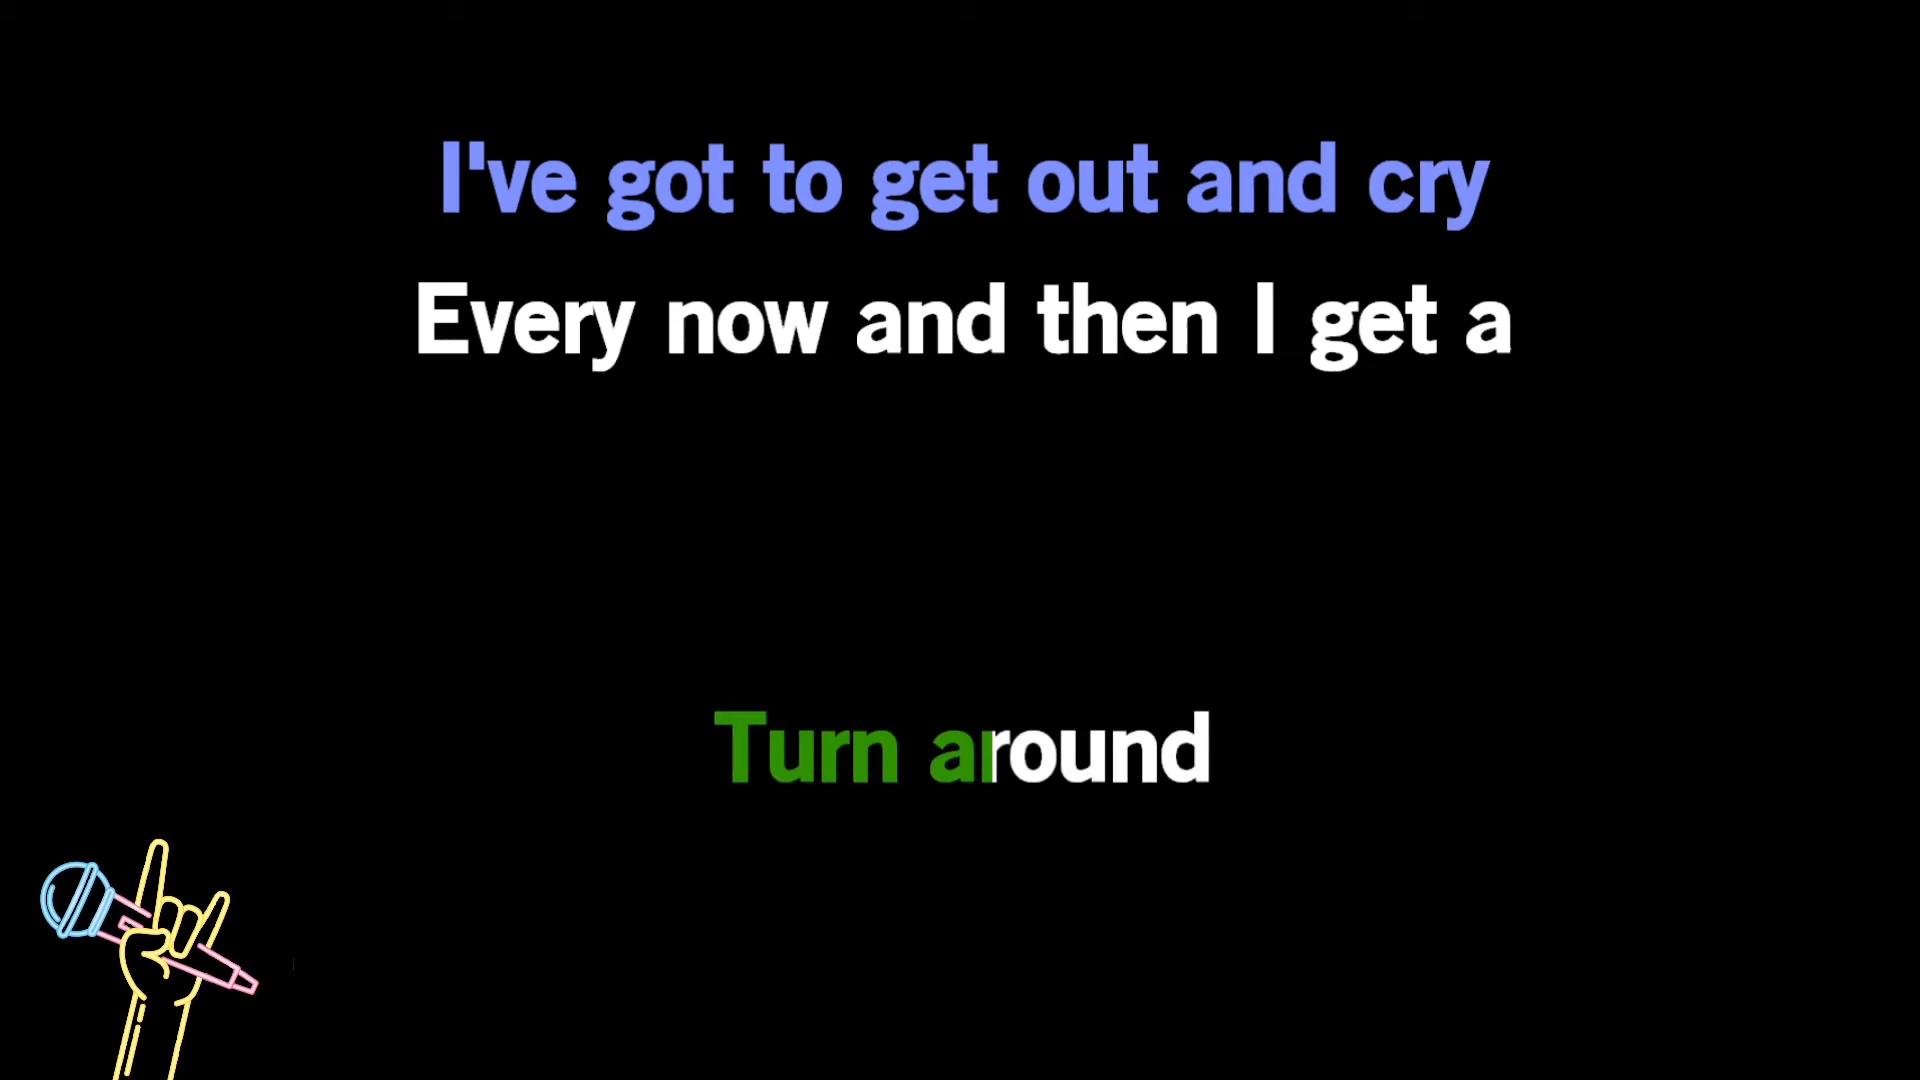 I've got to get out and cry
Every now and then I get a
Turn around